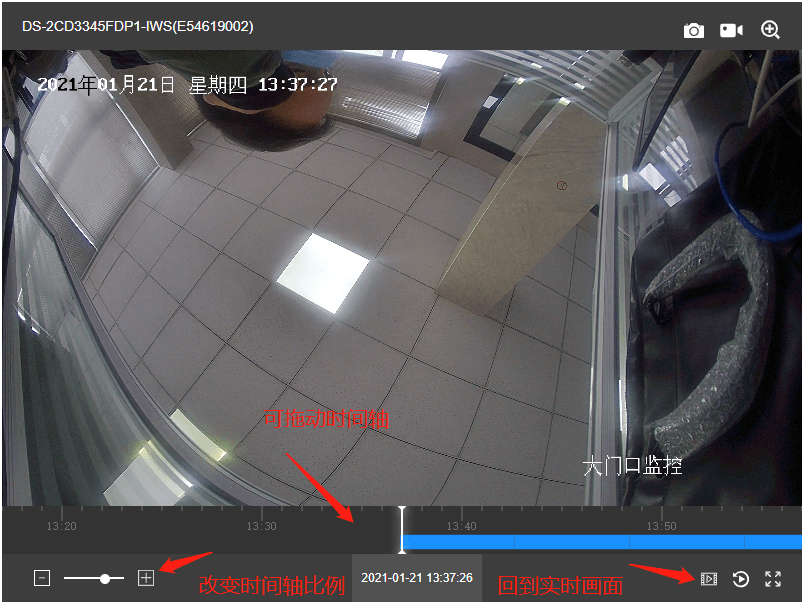 DS-2CD3345FDP1-IWS(E54619002)
2021年01月21日 星期四 13:37:27
可拖动时间轴
大门口监控
13:20 13:30 13:40 13:50
改变时间轴比例 2021-01-21 13:37:26 回到实时画面